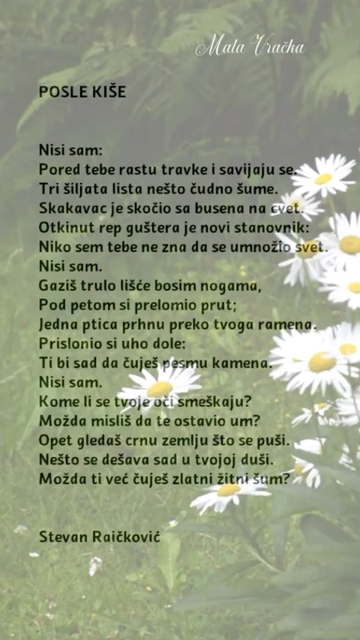 Mala Vračha
POSLE KIŠE
Nisi sam:
Pored tebe rastu travke i savijaju se.
Tri šiljata lista nešto čudno šume.
Skakavac je skočio sa busena na cvet.
Otkinut rep guštera je novi stanovnik:
Niko sem tebe ne zna da se umnožio svet.
Nisi sam.
Gaziš trulo lišće bosim nogama,
Pod petom si prelomio prut;
Jedna ptica prhnu preko tvoga ramena.
Prislonio si uho dole:
Ti bi sad da čuješ pesmu kamena.
Nisi sam.
Kome li se tvoje oči smeškaju?
Možda misliš da te ostavio um?
Opet gledaš crnu zemlju što se puši.
Nešto se dešava sad u tvojoj duši.
Možda ti već čuješ zlatni žitni šum?
Stevan Raičković